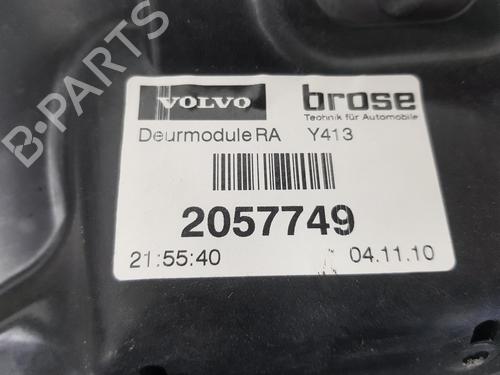 B-PARTS
VOLVO brose
Technik für Automobile
Deurmodule RA Y413
2057749
21:55:40 04.11.10